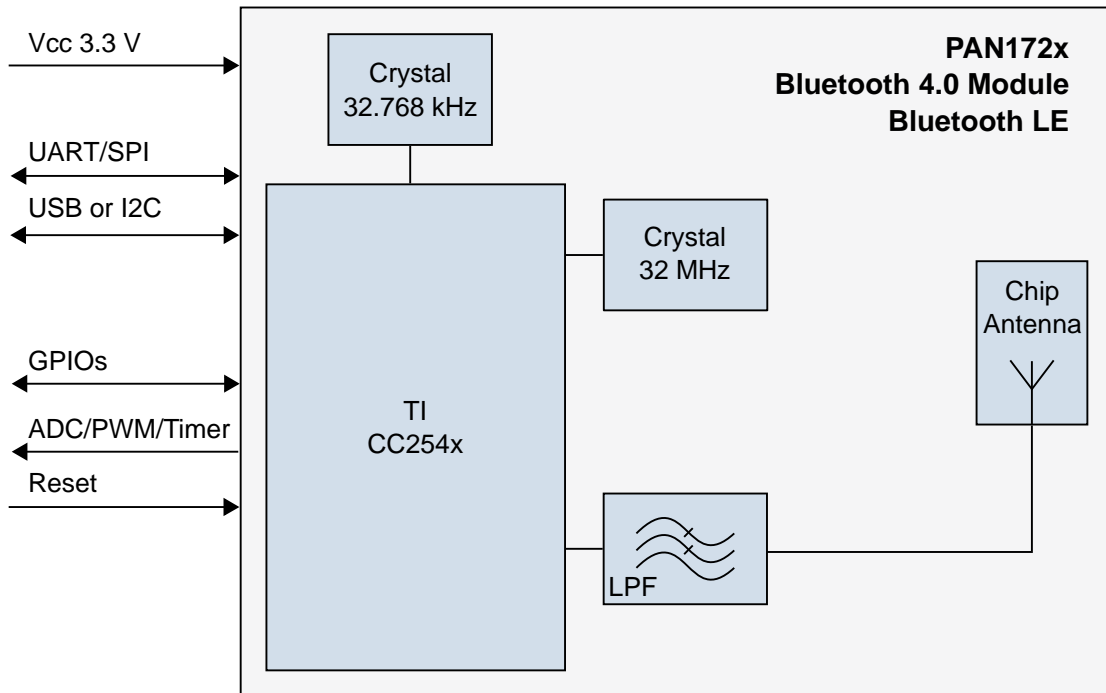 Vcc 3.3 V
UART/SPI
USB or I2C
GPIOs
ADC/PWM/Timer
Reset
Crystal
32.768 kHz
PAN172x
Bluetooth 4.0 Module
Bluetooth LE
Crystal
32 MHz
TI
CC254x
LPF
Chip
Antenna